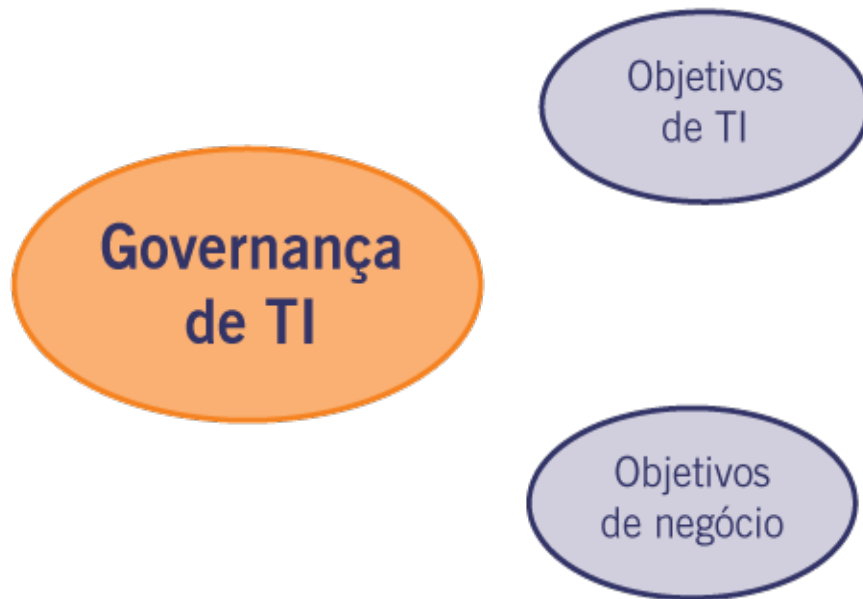 Objetivos
de TI
Governança
de TI
Objetivos
de negócio